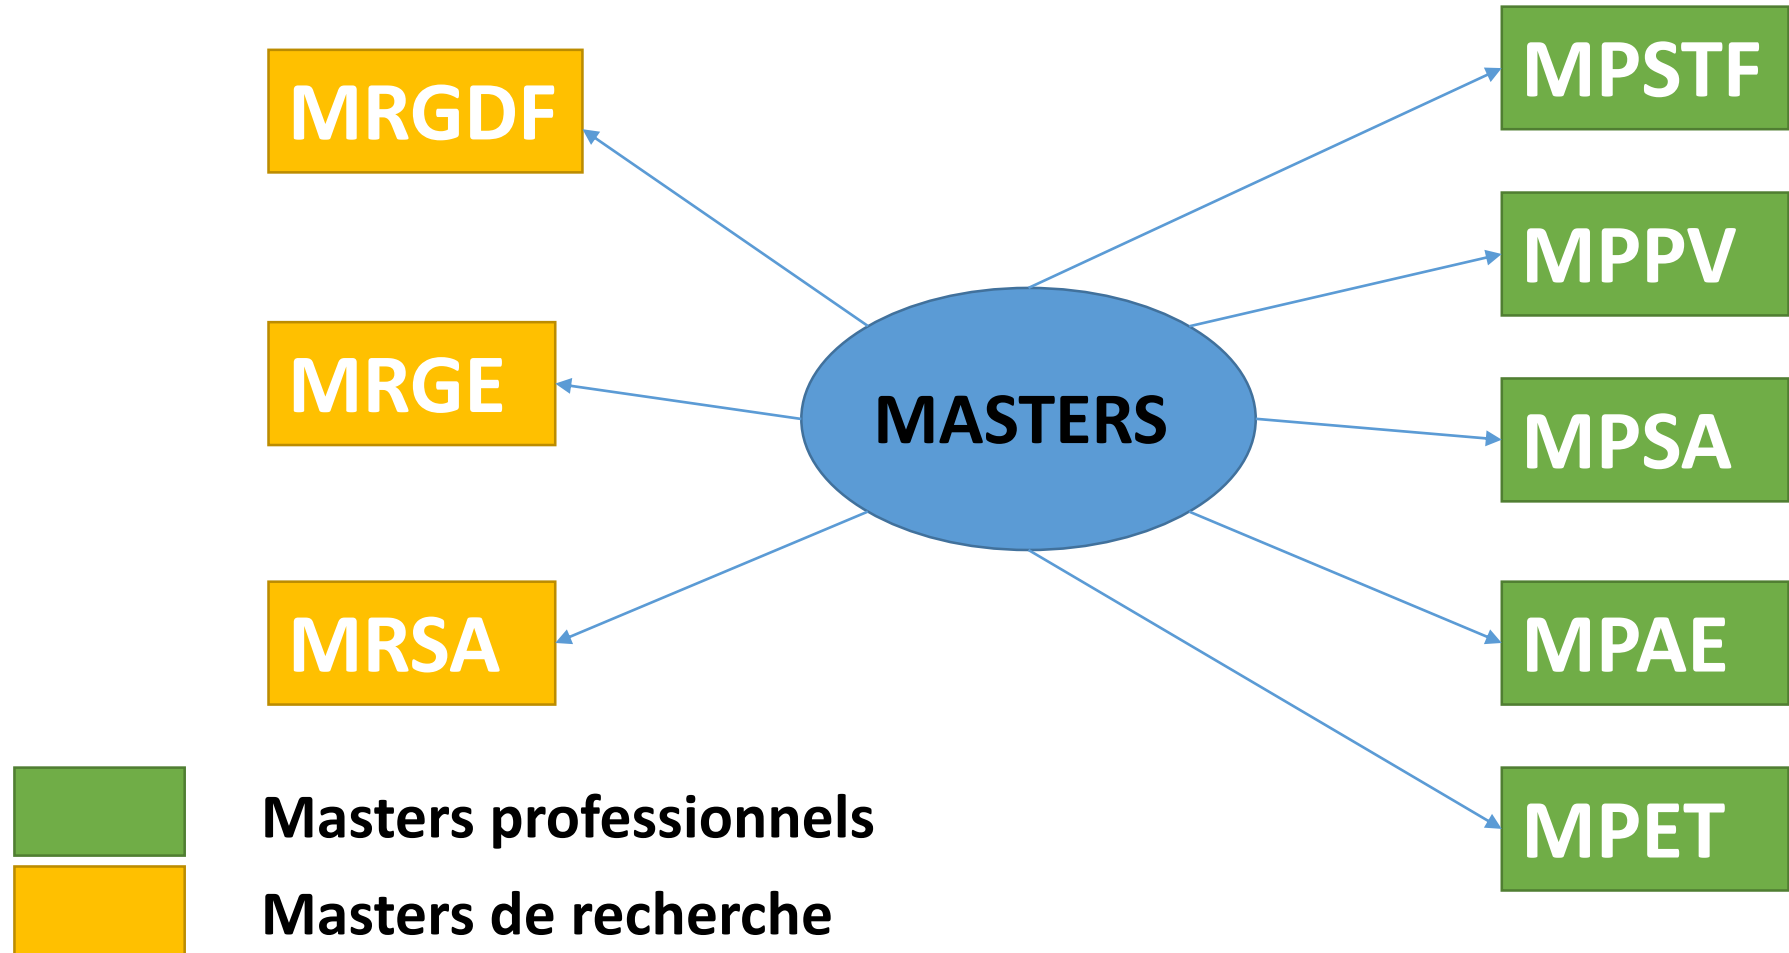 MRGDF
MRGE
MRSA
MASTERS
MPSTF
MPPV
MPSA
MPAE
MPET
Masters professionnels
Masters de recherche